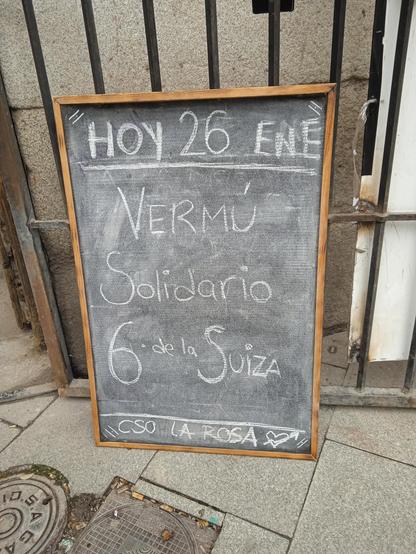 HOY 26 ENE
VERMÚ
Solidario
6 de la SUIZA
CSO LA ROSA